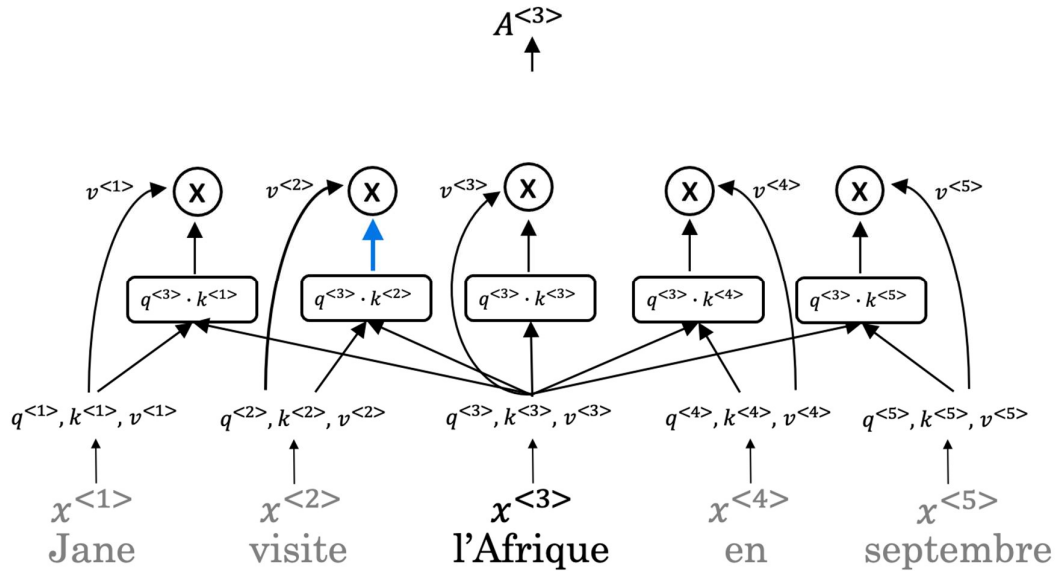 A<3>
v<1> X v<2> X v<3> X X v<4> X v<5>
q<3> · k<1> q<3> · k<2> q<3> · k<3> q<3> · k<4> q<3> · k<5>
q<1>, k<1>, v<1> q<2>, k<2>, v<2> q<3>, k<3>, v<3> q<4>, k<4>, v<4> q<5>, k<5>, v<5>
x<1> x<2> x<3> x<4> x<5>
Jane visite l'Afrique en septembre